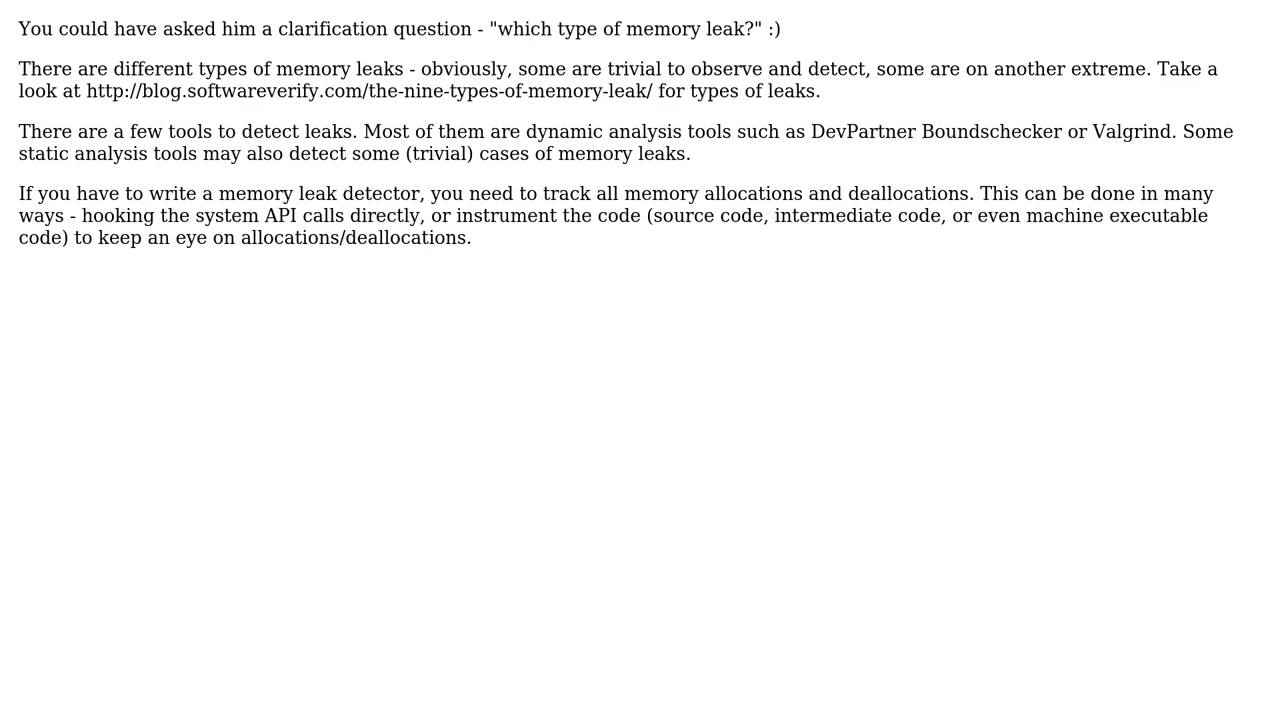 You could have asked him a clarification question - "which type of memory leak?" :)
There are different types of memory leaks - obviously, some are trivial to observe and detect, some are on another extreme. Take a
look at http://blog.softwareverify.com/the-nine-types-of-memory-leak/ for types of leaks.
There are a few tools to detect leaks. Most of them are dynamic analysis tools such as DevPartner Boundschecker or Valgrind. Some
static analysis tools may also detect some (trivial) cases of memory leaks.
If you have to write a memory leak detector, you need to track all memory allocations and deallocations. This can be done in many
ways - hooking the system API calls directly, or instrument the code (source code, intermediate code, or even machine executable
code) to keep an eye on allocations/deallocations.